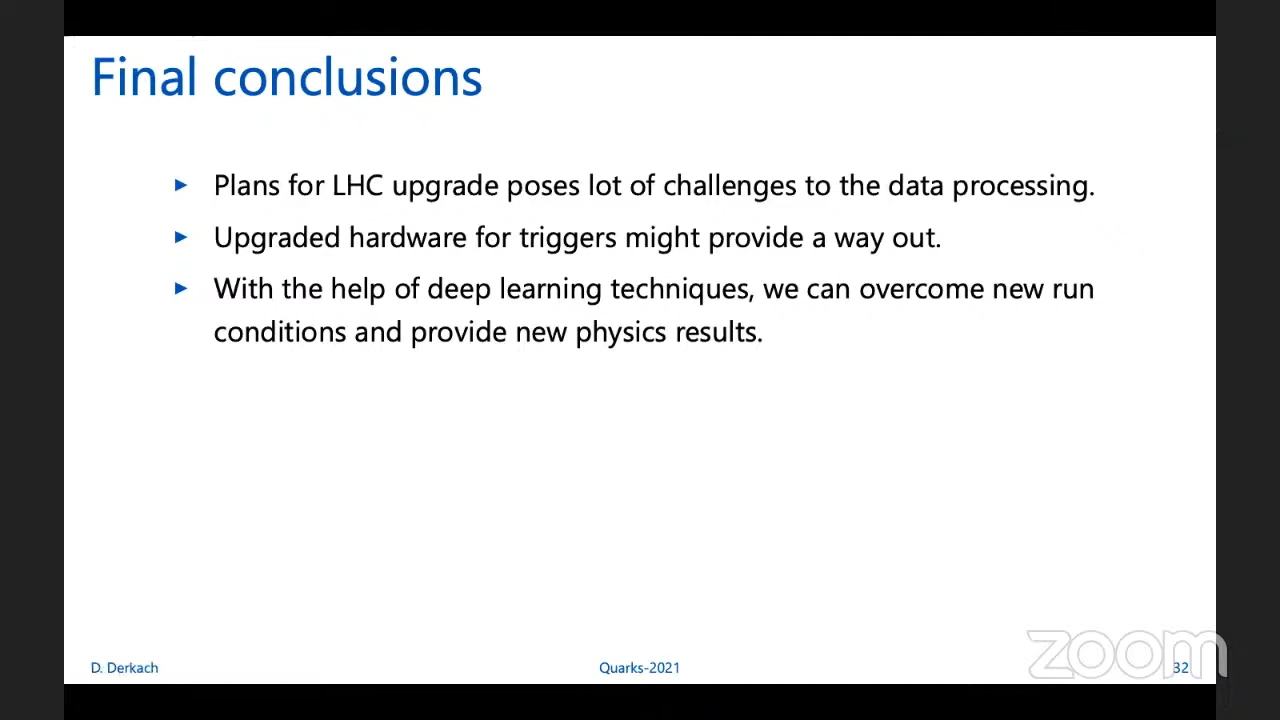 Final conclusions
Plans for LHC upgrade poses lot of challenges to the data processing.
Upgraded hardware for triggers might provide a way out.
With the help of deep learning techniques, we can overcome new run
conditions and provide new physics results.
D. Derkach
Quarks-2021
zoom
32